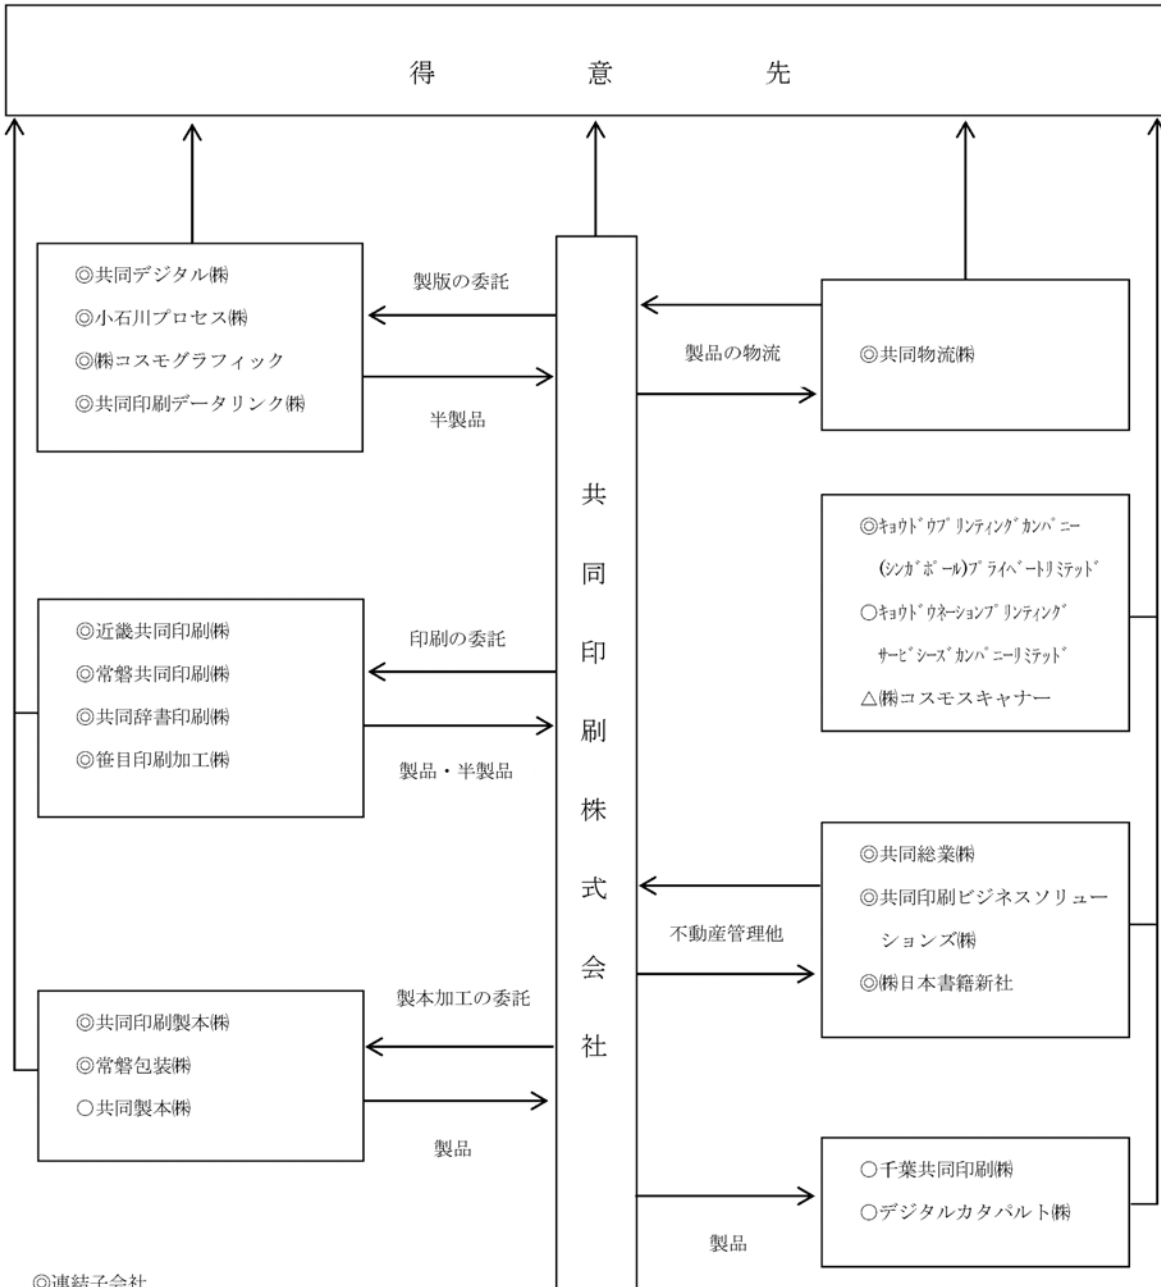 得意先
◎共同デジタル㈱
◎小石川プロセス㈱
◎㈱コスモグラフィック
◎共同印刷データリンク㈱
製版の委託
半製品
◎近畿共同印刷㈱
◎常磐共同印刷㈱
◎共同辞書印刷㈱
◎笹目印刷加工㈱
印刷の委託
製品・半製品
◎共同印刷製本㈱
◎常磐包装㈱
○共同製本㈱
製本加工の委託
製品
共同印刷株式会社
製品の物流
◎共同物流㈱
◎ｷｮｳﾄﾞｳﾌﾟﾘﾝﾃｨﾝｸﾞｶﾝﾊﾟﾆｰ
(ｼﾝｶﾞﾎﾟｰﾙ)ﾌﾟﾗｲﾍﾞｰﾄﾘﾐﾃｯﾄﾞ
○ｷｮｳﾄﾞｳﾈｰｼｮﾝﾌﾟﾘﾝﾃｨﾝｸﾞ
ｻｰﾋﾞｼｰｽﾞｶﾝﾊﾟﾆｰﾘﾐﾃｯﾄﾞ
△㈱コスモスキャナー
不動産管理他
◎共同総業㈱
◎共同印刷ビジネスソリュー
ションズ㈱
◎㈱日本書籍新社
製品
○千葉共同印刷㈱
○デジタルカタパルト㈱
◎連結子会社